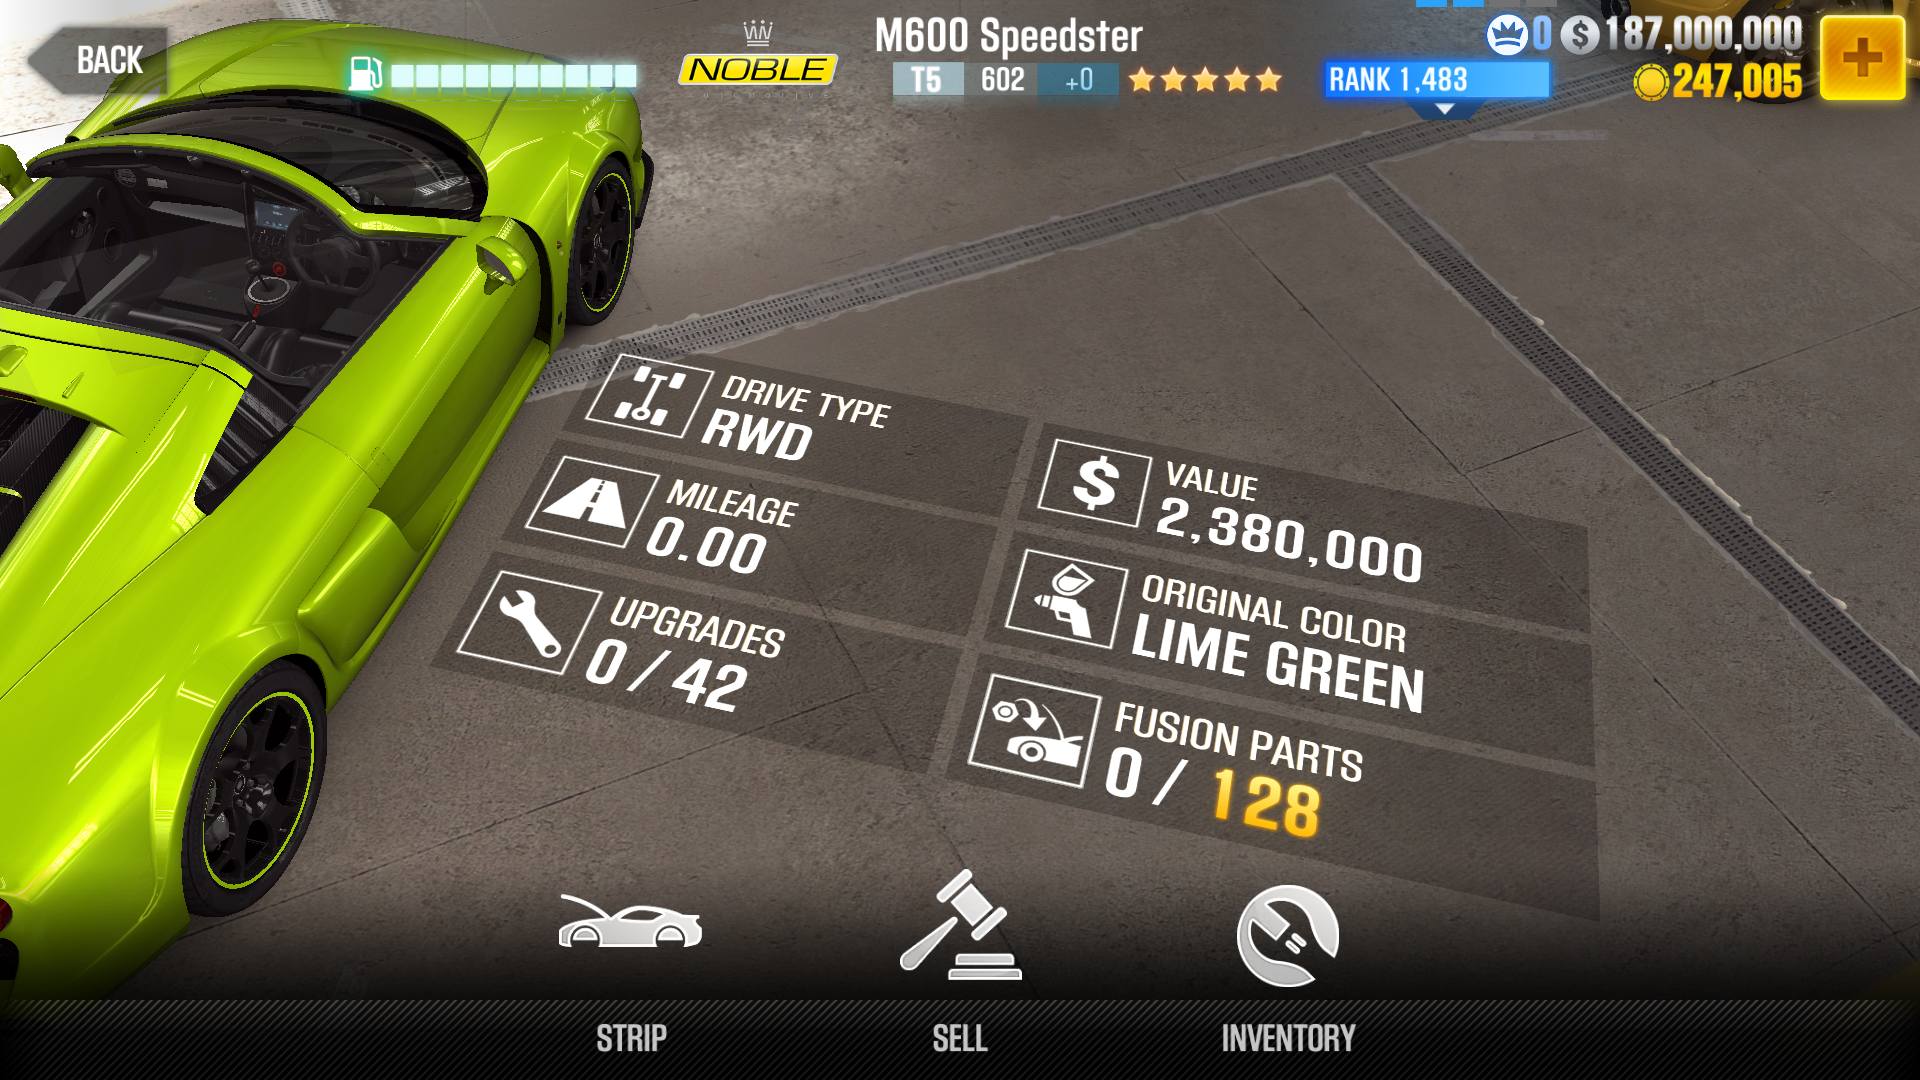 BACK
NOBLE
M600 Speedster
T5 602 +0
RANK 1,483
0 $ 187,000,000
247,005
DRIVE TYPE
RWD
MILEAGE
0.00
UPGRADES
0/42
$ VALUE
2,380,000
ORIGINAL COLOR
LIME GREEN
FUSION PARTS
0/ 128
STRIP
SELL
INVENTORY